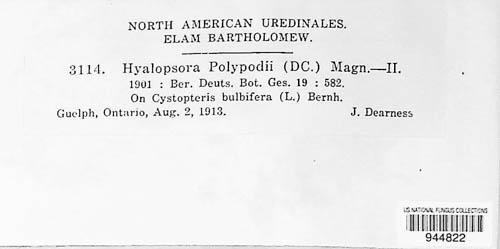 NORTH AMERICAN UREDINALES.
ELAM BARTHOLOMEW.
3114. Hyalopsora Polypodii (DC.) Magn.—II.
1901 : Ber. Deuts. Bot. Ges. 19 : 582.
On Cystopteris bulbifera (L.) Bernh.
Guelph, Ontario, Aug. 2, 1913. J. Dearness
US NATIONAL FUNGUS COLLECTIONS
944822